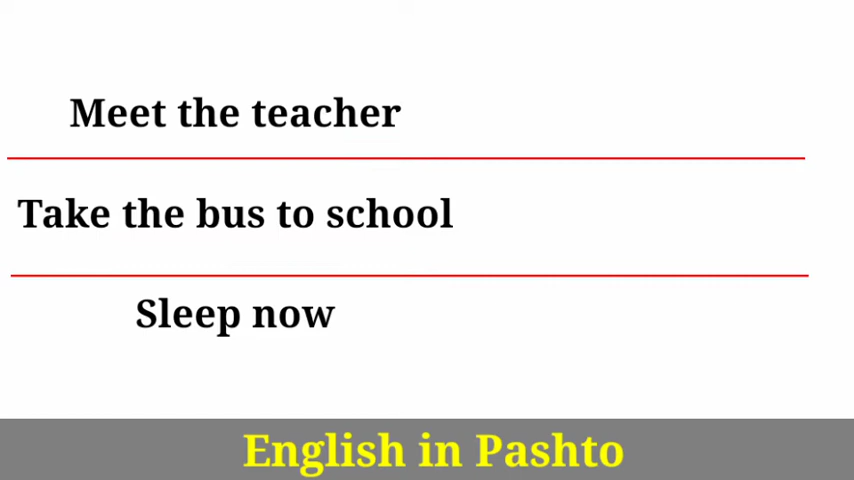 Meet the teacher
Take the bus to school
Sleep now
English in Pashto